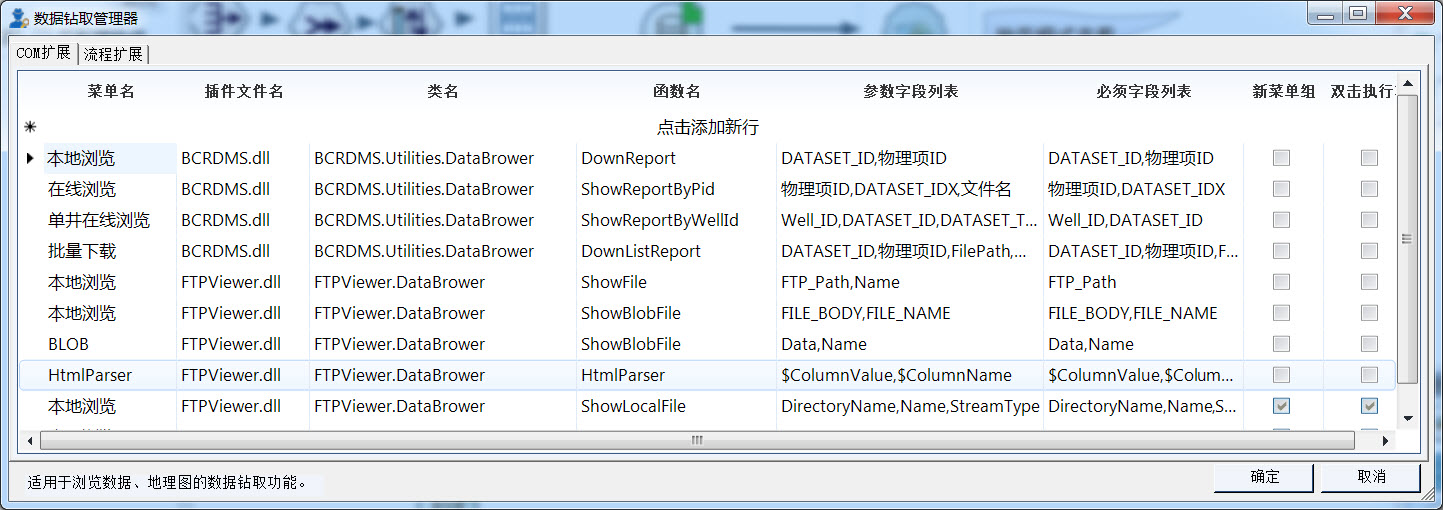 数据钻取管理器
COM扩展 流程扩展
菜单名 插件文件名 类名 函数名 参数字段列表 必须字段列表 新菜单组 双击执行
点击添加新行
本地浏览 BCRDMS.dll BCRDMS.Utilities.DataBrower DownReport DATASET_ID,物理项ID DATASET_ID,物理项ID
在线浏览 BCRDMS.dll BCRDMS.Utilities.DataBrower ShowReportByPid 物理项ID,DATASET_IDX,文件名 物理项ID,DATASET_IDX
单井在线浏览 BCRDMS.dll BCRDMS.Utilities.DataBrower ShowReportByWellId Well_ID,DATASET_ID,DATASET_T... Well_ID,DATASET_ID
批量下载 BCRDMS.dll BCRDMS.Utilities.DataBrower DownListReport DATASET_ID,物理项ID,FilePath,... DATASET_ID,物理项ID,F...
本地浏览 FTPViewer.dll FTPViewer.DataBrower ShowFile FTP_Path,Name FTP_Path
本地浏览 FTPViewer.dll FTPViewer.DataBrower ShowBlobFile FILE_BODY,FILE_NAME FILE_BODY,FILE_NAME
BLOB FTPViewer.dll FTPViewer.DataBrower ShowBlobFile Data,Name Data,Name
HtmlParser FTPViewer.dll FTPViewer.DataBrower HtmlParser $ColumnValue,$ColumnName $ColumnValue,$Colum...
本地浏览 FTPViewer.dll FTPViewer.DataBrower ShowLocalFile DirectoryName,Name,StreamType DirectoryName,Name,S...
适用于浏览数据、地理图的数据钻取功能。
确定 取消